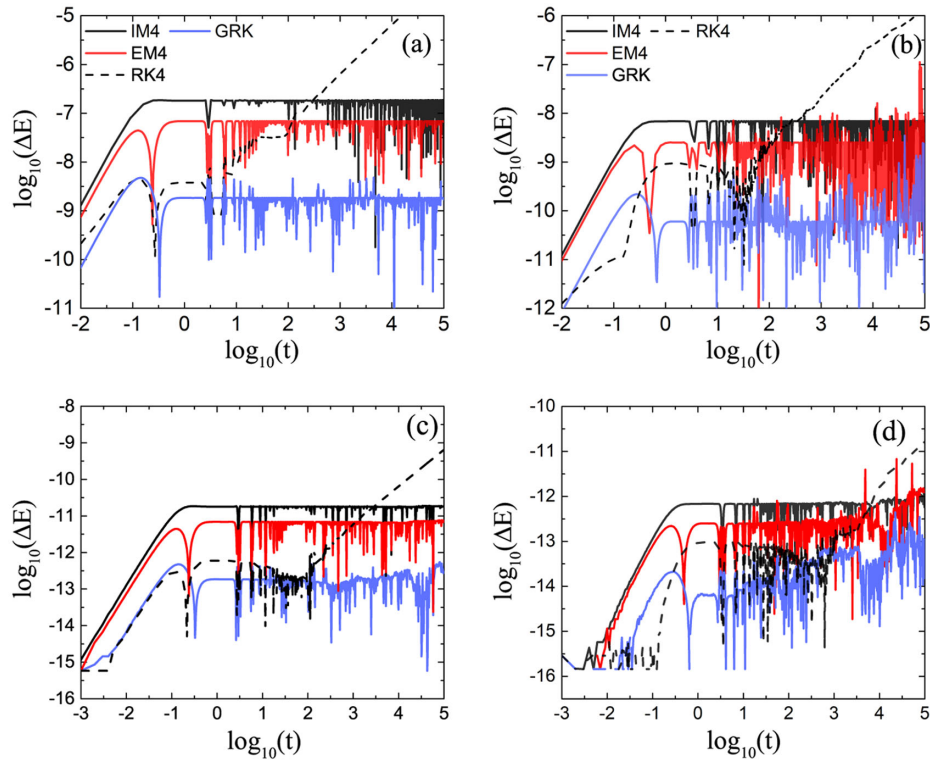 -5
-6
-7
-8
-9
-10
-11
log10(ΔE)
IM4 GRK
EM4
RK4
(a)
-2 -1 0 1 2 3 4 5
log10(t)
-6
-7
-8
-9
-10
-11
-12
log10(ΔE)
IM4 RK4
EM4
GRK
(b)
-2 -1 0 1 2 3 4 5
log10(t)
-8
-9
-10
-11
-12
-13
-14
-15
-16
log10(ΔE)
(c)
-3 -2 -1 0 1 2 3 4 5
log10(t)
-10
-11
-12
-13
-14
-15
-16
log10(ΔE)
(d)
-3 -2 -1 0 1 2 3 4 5
log10(t)